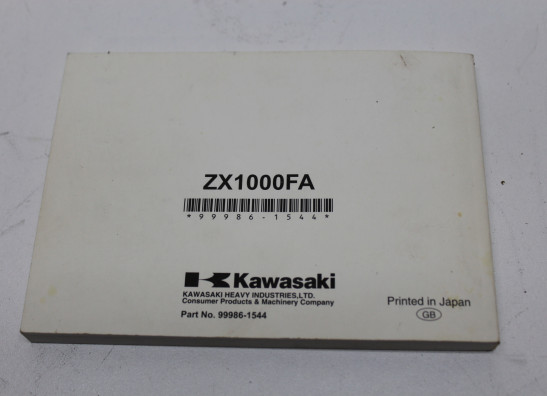 ZX1000FA
*99986-1544*
Kawasaki
KAWASAKI HEAVY INDUSTRIES,LTD.
Consumer Products & Machinery Company
Part No. 99986-1544
Printed in Japan
GB